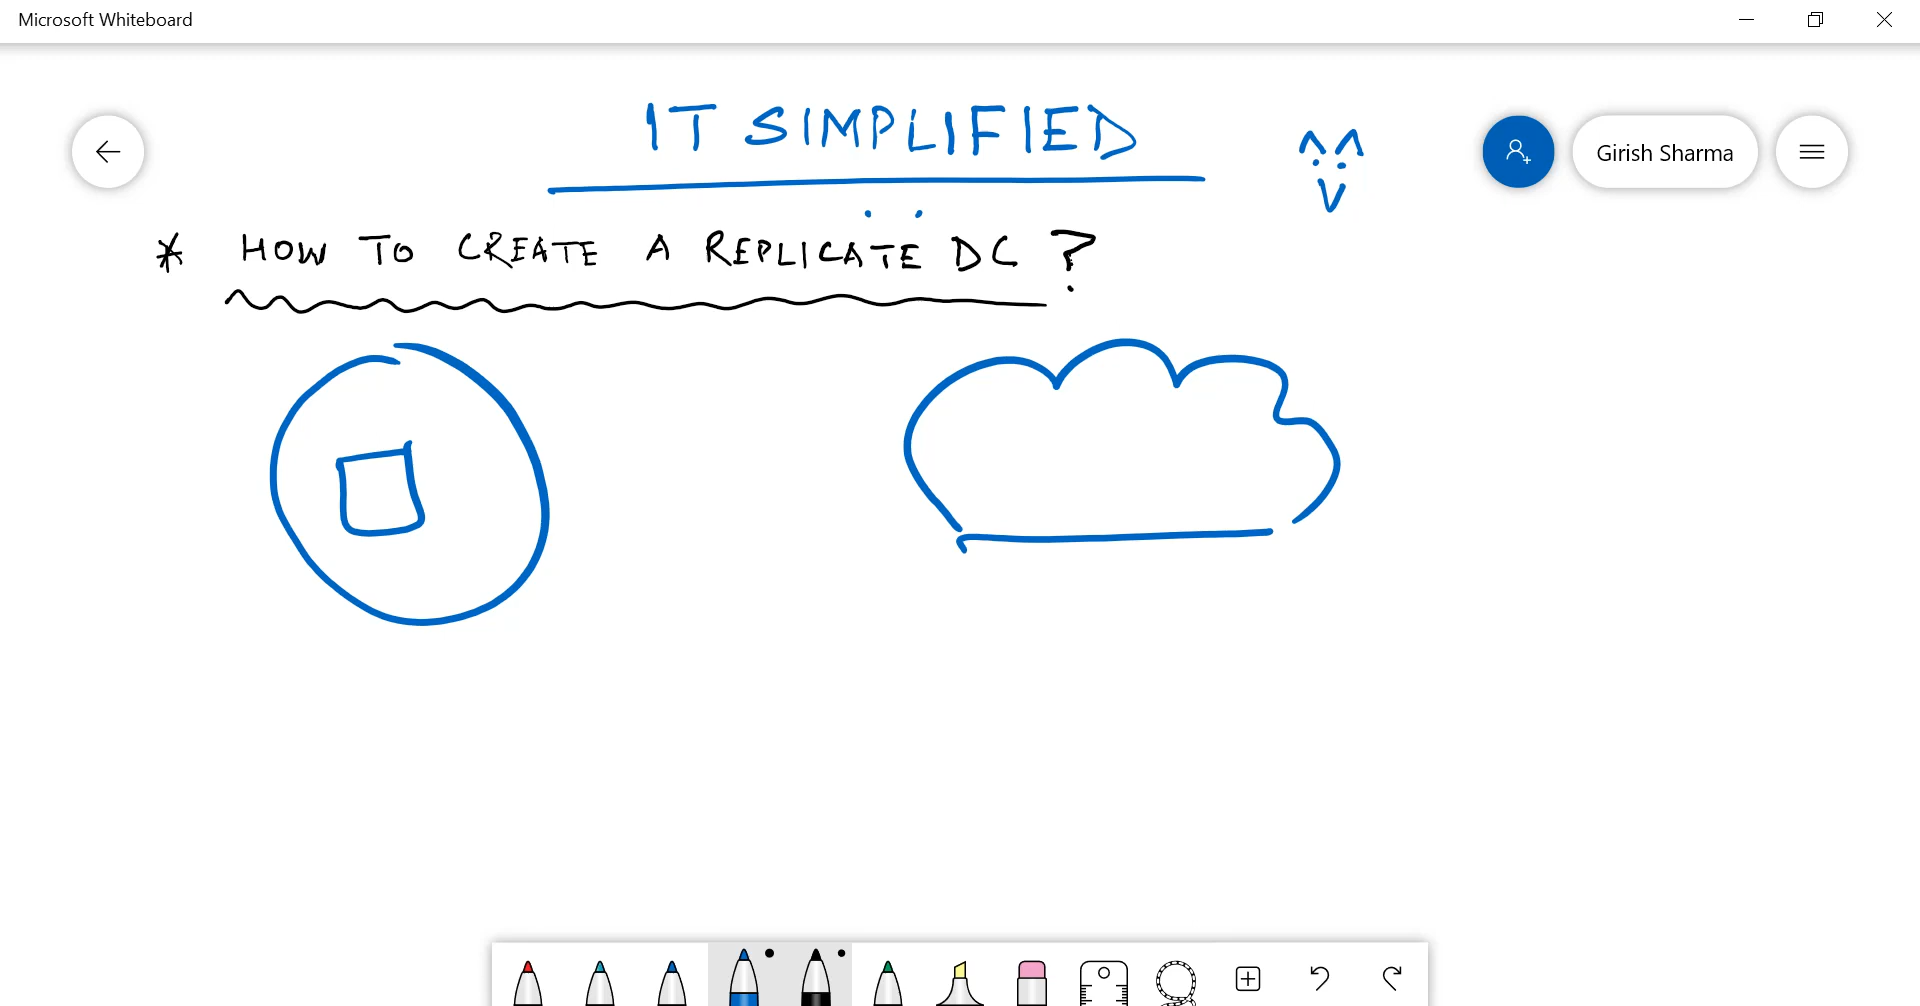 Microsoft Whiteboard
IT SIMPLIFIED
Girish Sharma
* HOW TO CREATE A REPLICATE DC ?